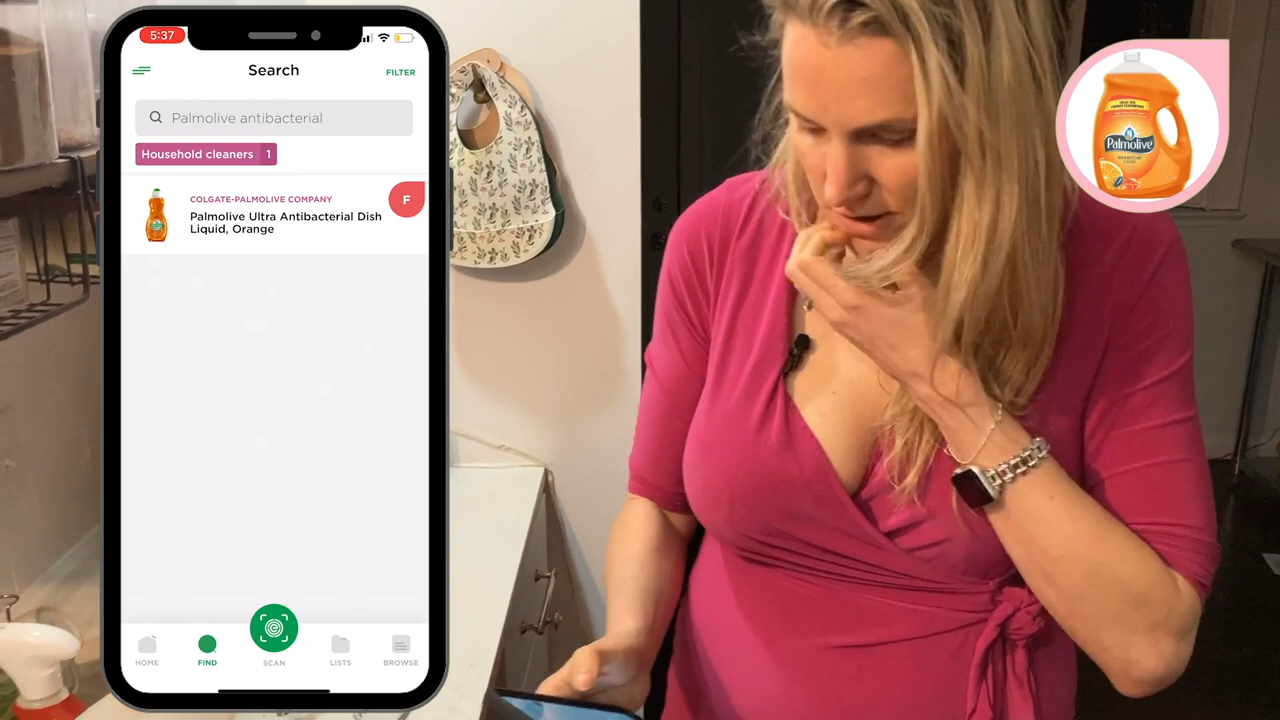 5:37
Search
FILTER
Palmolive antibacterial
Household cleaners 1
COLGATE-PALMOLIVE COMPANY
F
Palmolive Ultra Antibacterial Dish
Liquid, Orange
HOME
FIND
SCAN
LISTS
BROWSE
Palmolive